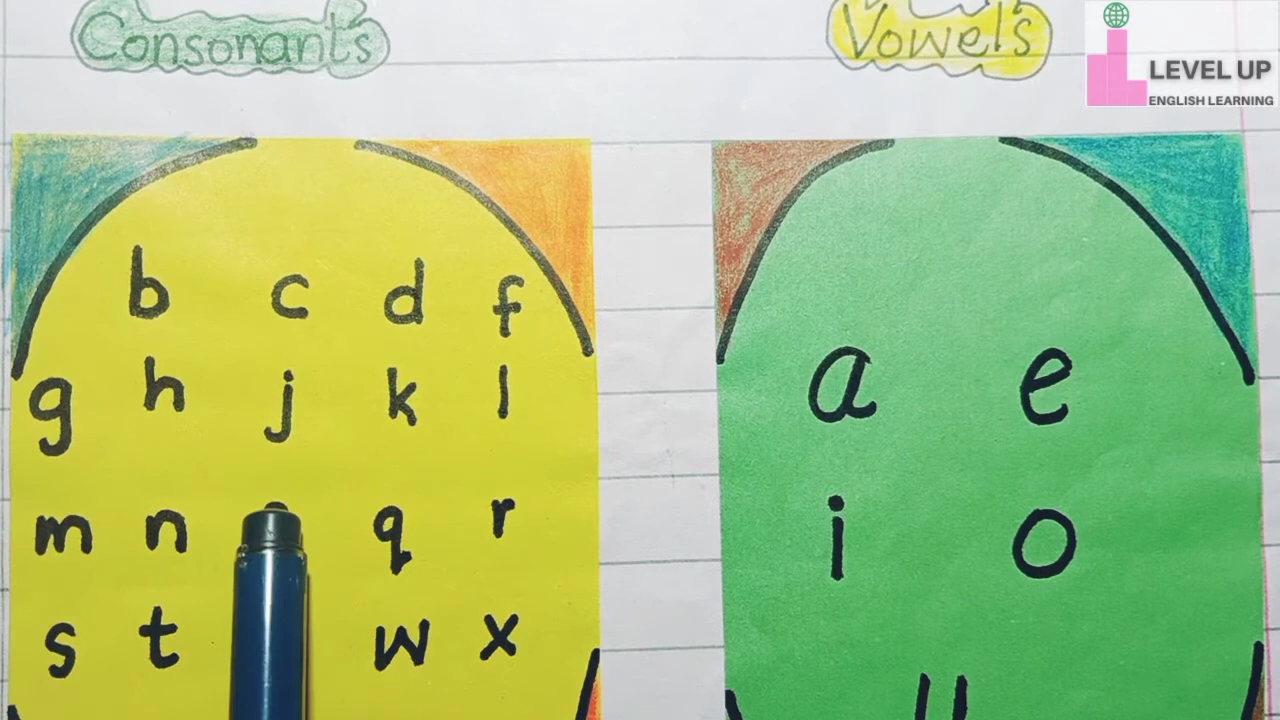 Consonants
Vowels
LEVEL UP
ENGLISH LEARNING
b c d f
g h j k l
m n q r
s t w x
a e
i o